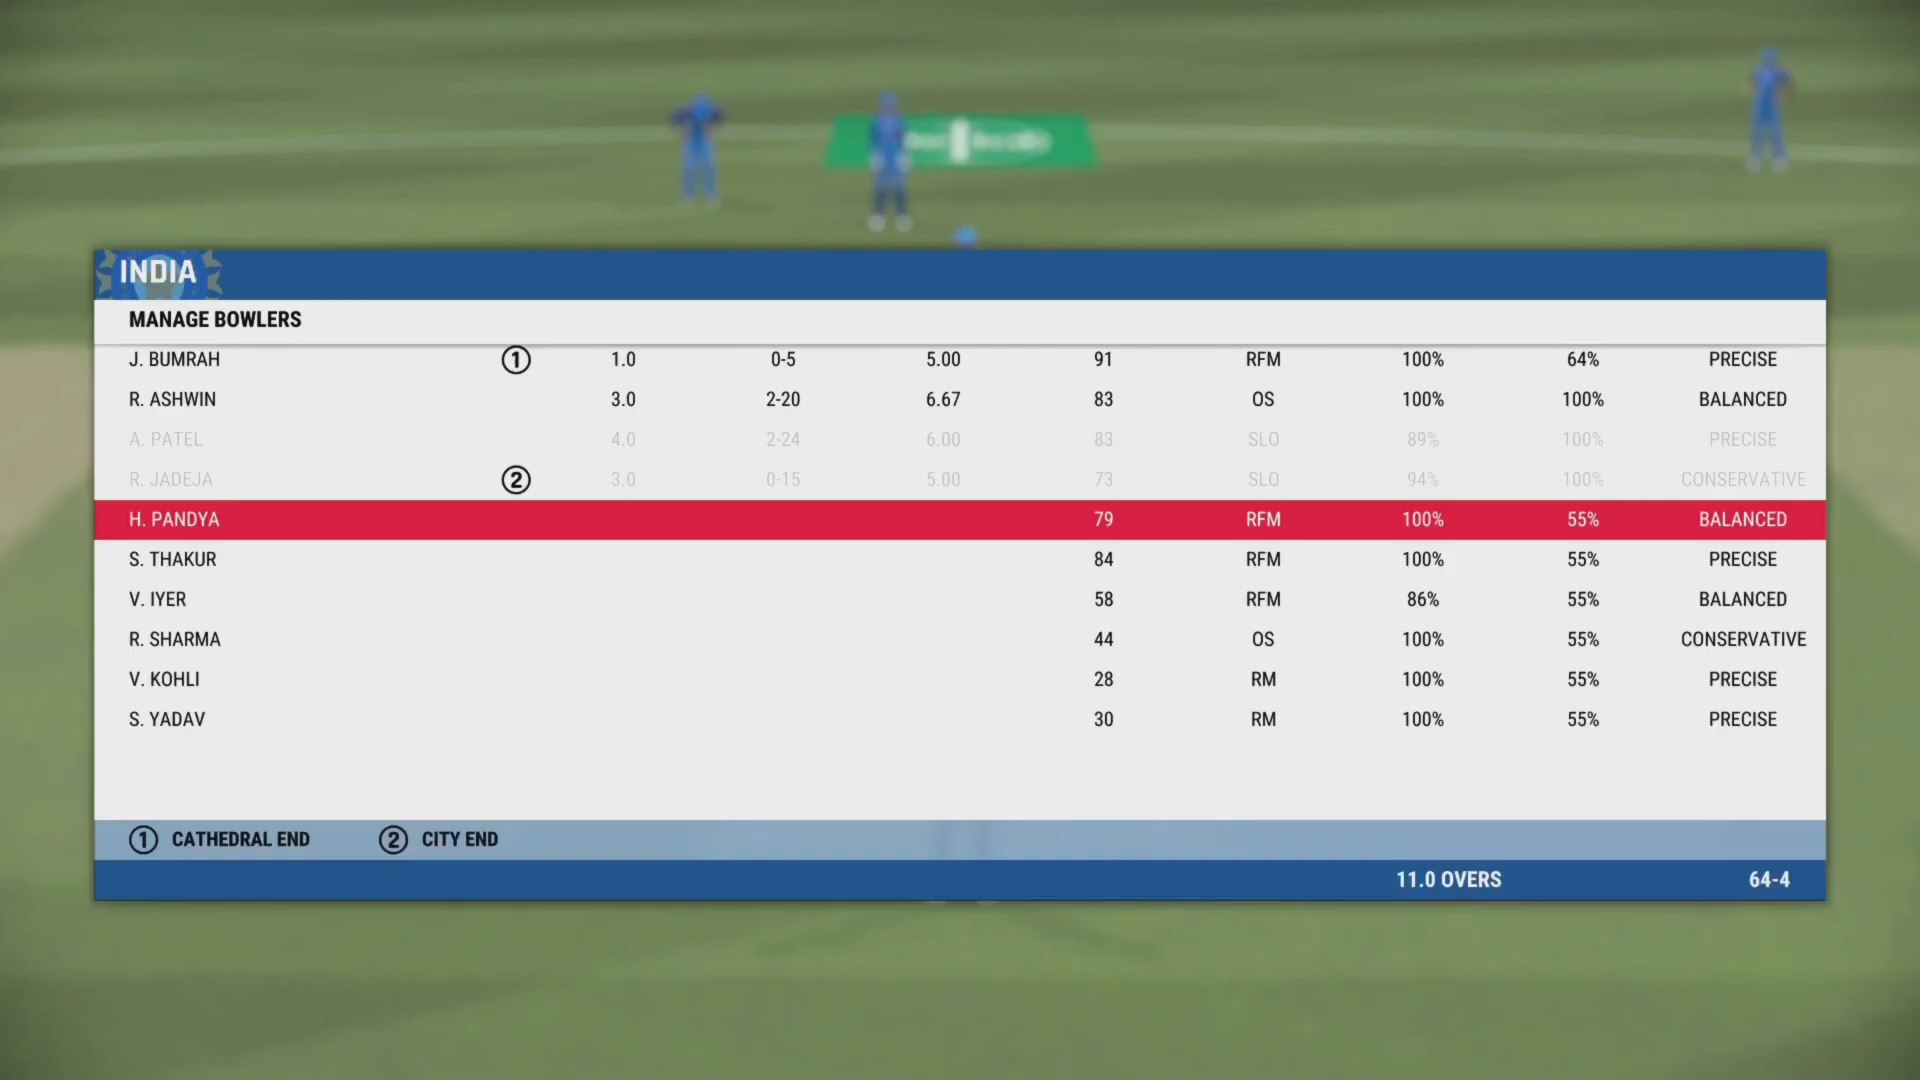 INDIA
MANAGE BOWLERS
J. BUMRAH 1 1.0 0-5 5.00 91 RFM 100% 64% PRECISE
R. ASHWIN 3.0 2-20 6.67 83 OS 100% 100% BALANCED
A. PATEL 4.0 2-24 6.00 83 SLO 89% 100% PRECISE
R. JADEJA 2 3.0 0-15 5.00 73 SLO 94% 100% CONSERVATIVE
H. PANDYA 79 RFM 100% 55% BALANCED
S. THAKUR 84 RFM 100% 55% PRECISE
V. IYER 58 RFM 86% 55% BALANCED
R. SHARMA 44 OS 100% 55% CONSERVATIVE
V. KOHLI 28 RM 100% 55% PRECISE
S. YADAV 30 RM 100% 55% PRECISE
1 CATHEDRAL END 2 CITY END
11.0 OVERS 64-4